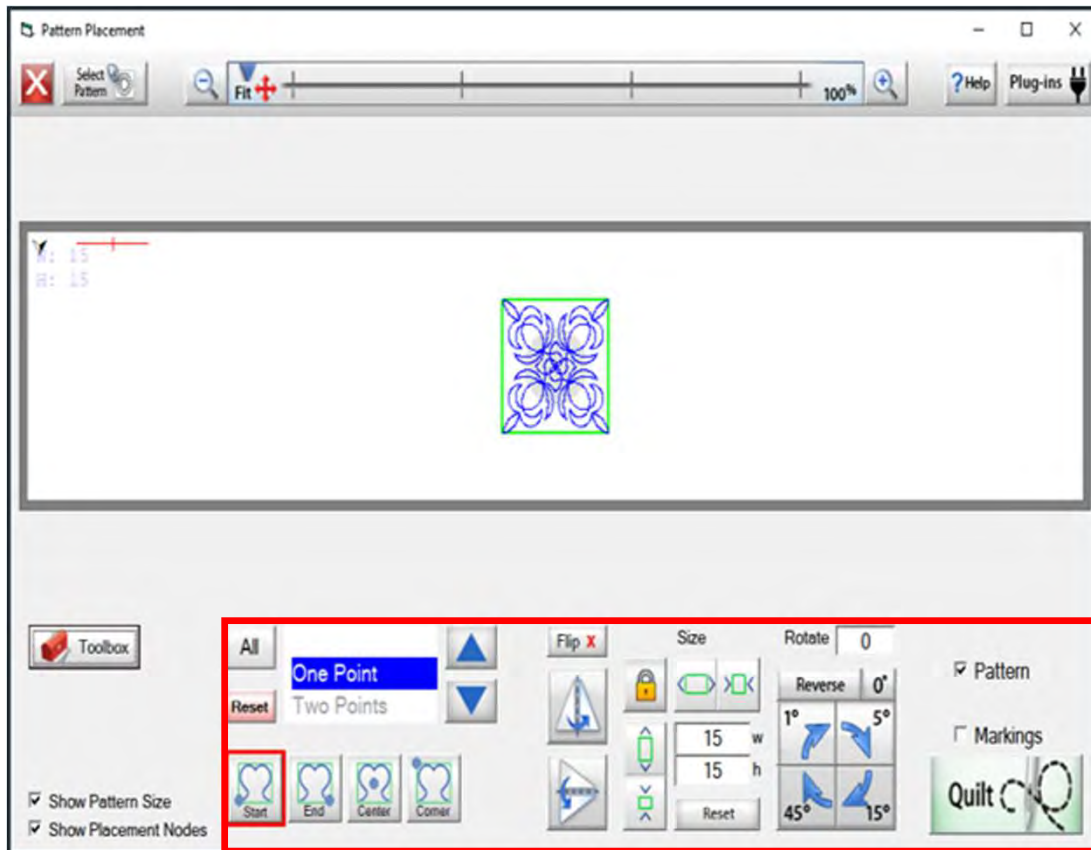 Pattern Placement
Select
Pattern
Fit
100%
? Help
Plug-ins
W: 15
H: 15
Toolbox
All
One Point
Reset
Two Points
Start
End
Center
Corner
Show Pattern Size
Show Placement Nodes
Flip X
Size
15 w
15 h
Reset
Rotate 0
Reverse 0°
1° 5°
45° 15°
Pattern
Markings
Quilt